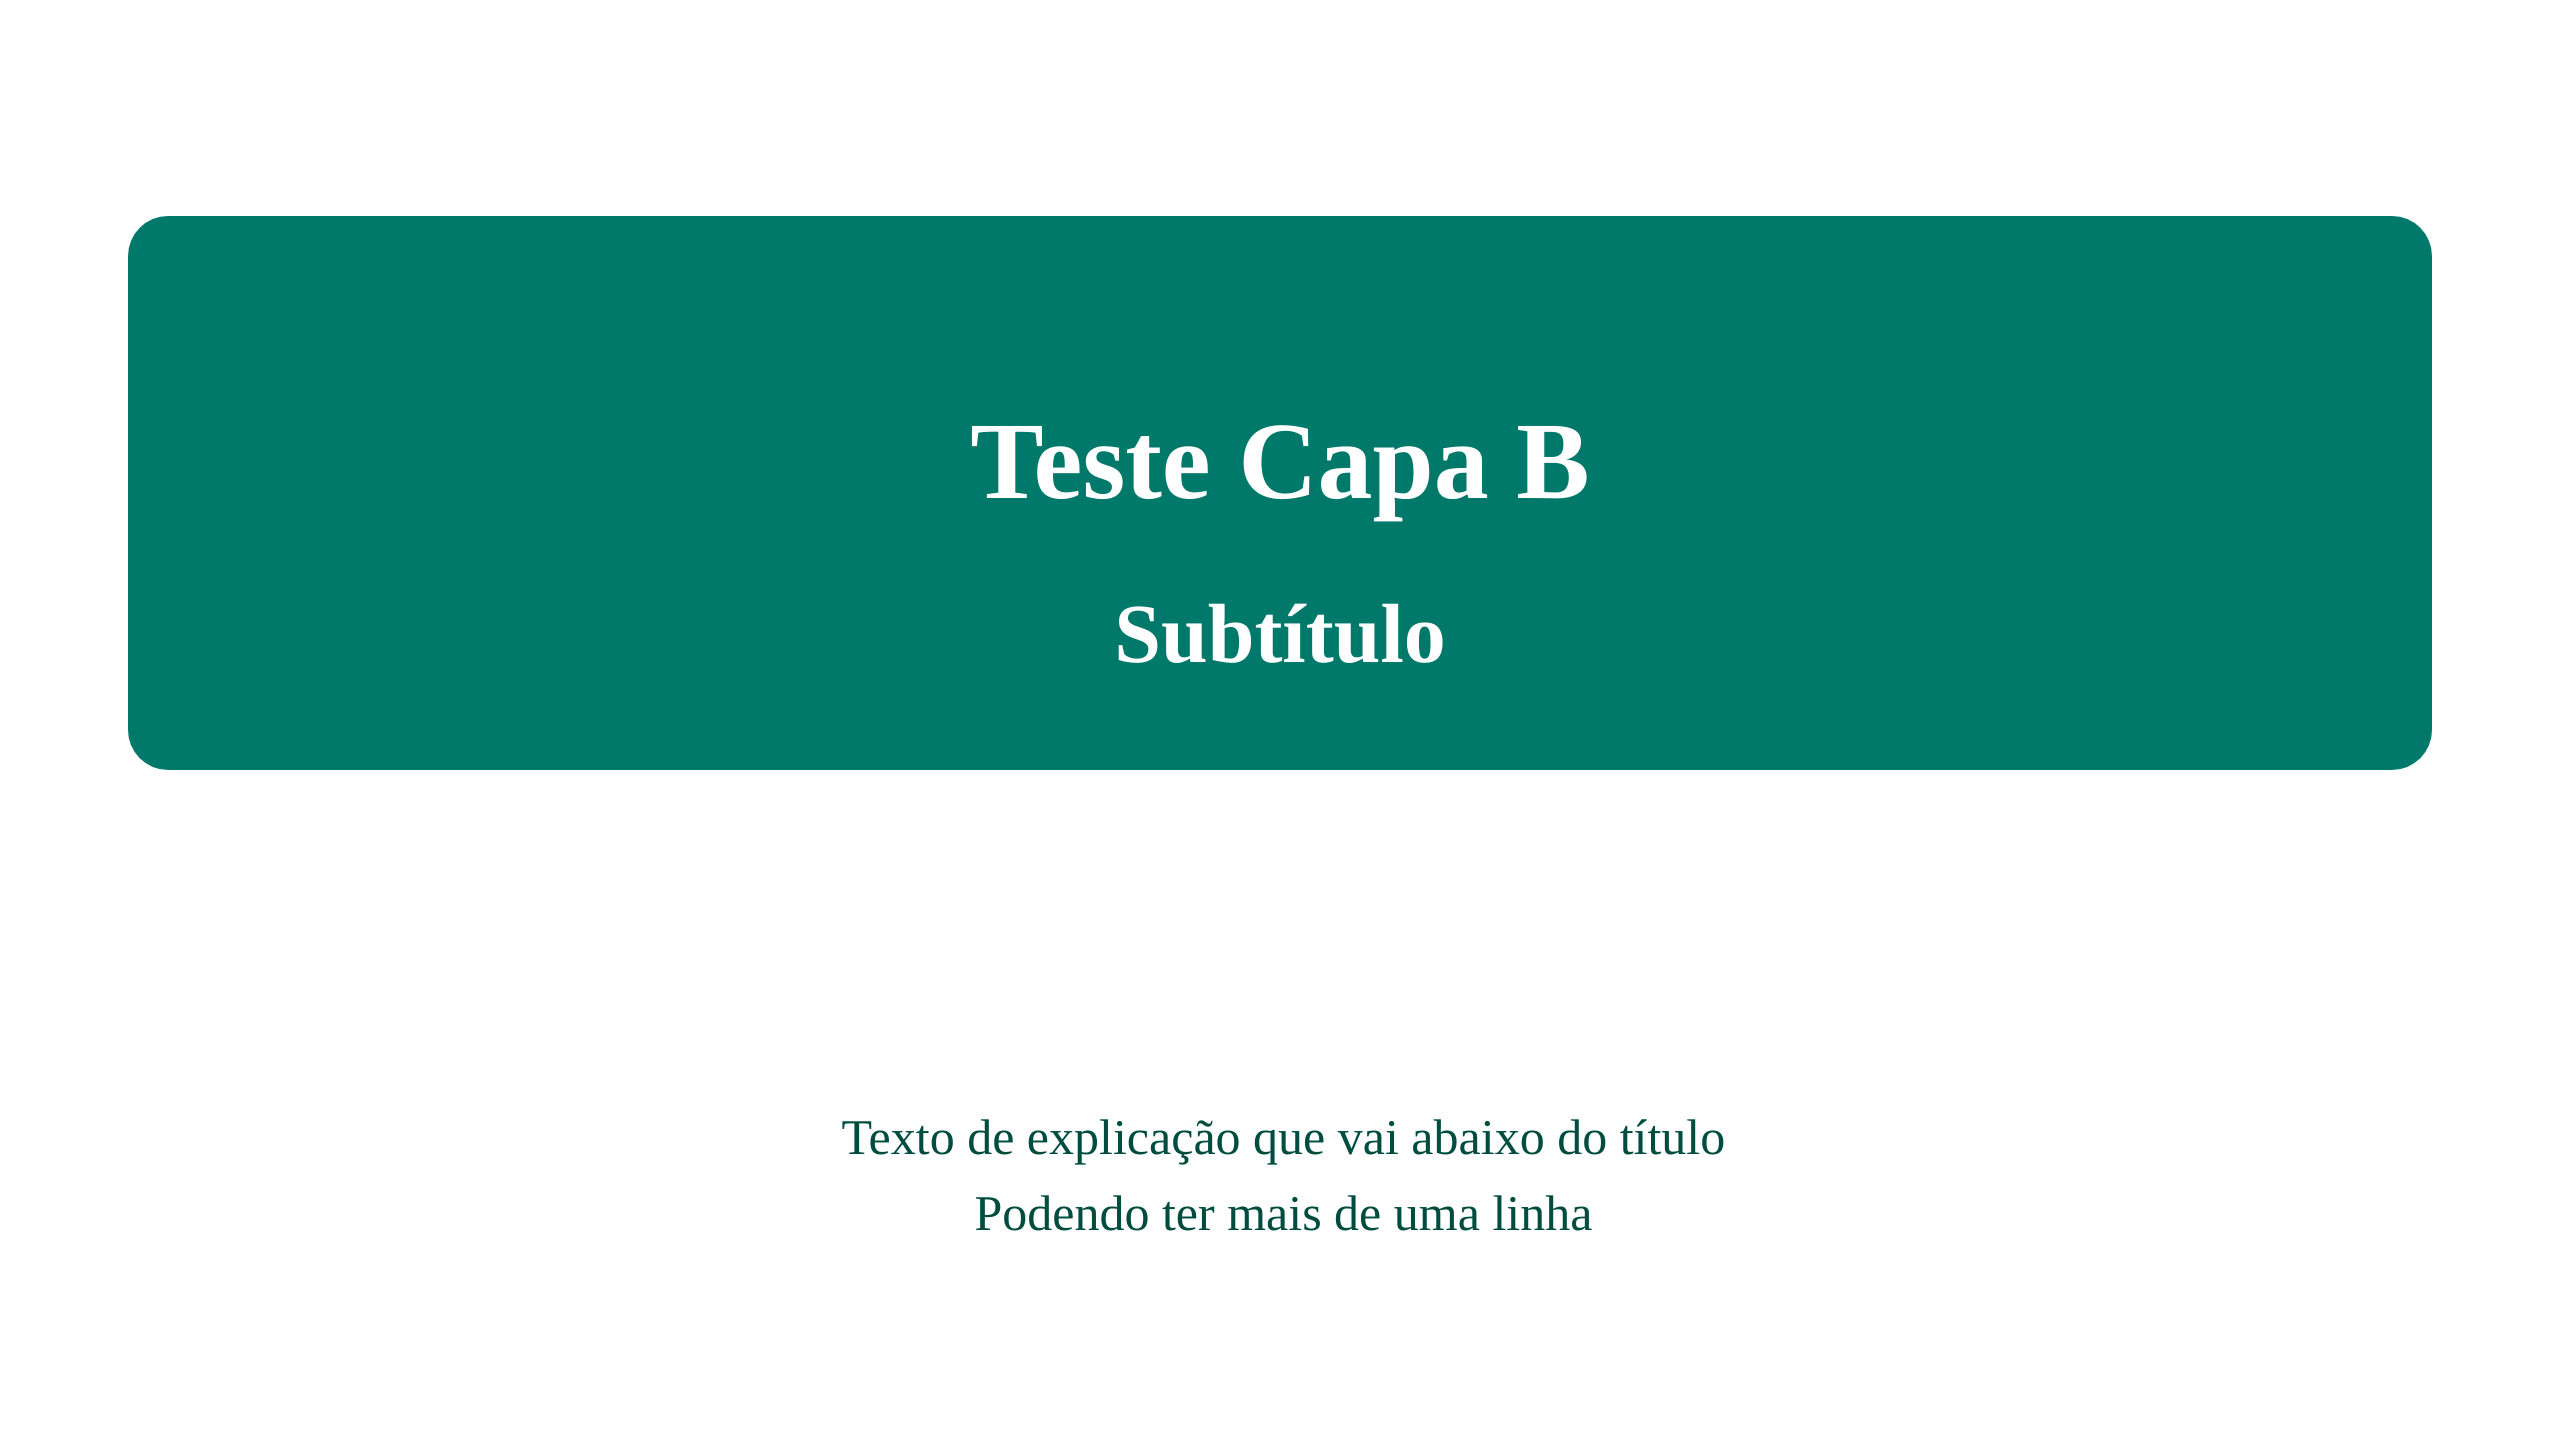 Teste Capa B
Subtítulo
Texto de explicação que vai abaixo do título
Podendo ter mais de uma linha